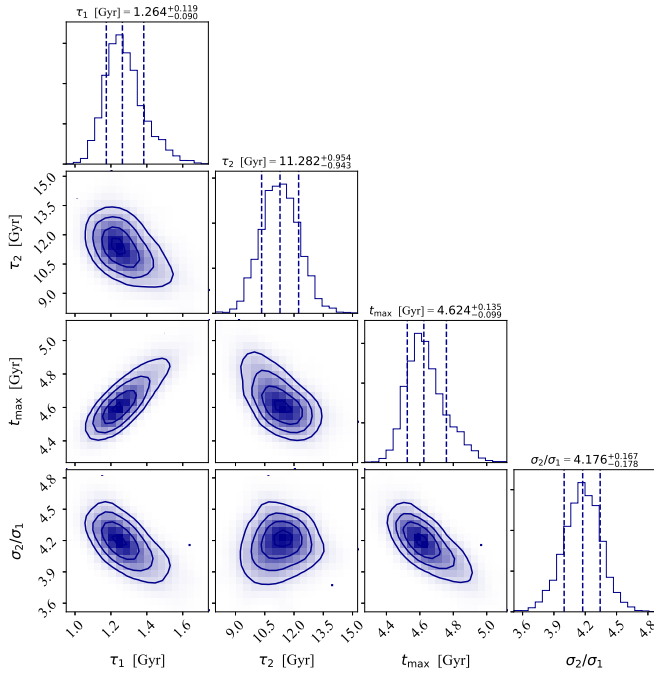 τ₁ [Gyr] = 1.264 +0.119 −0.090
τ₂ [Gyr] = 11.282 +0.954 −0.943
15.0
13.5
12.0
10.5
9.0
τ₂ [Gyr]
t_max [Gyr] = 4.624 +0.135 −0.099
5.0
4.8
4.6
4.4
t_max [Gyr]
σ₂/σ₁ = 4.176 +0.167 −0.178
4.8
4.5
4.2
3.9
3.6
σ₂/σ₁
1.0 1.2 1.4 1.6
9.0 10.5 12.0 13.5 15.0
4.4 4.6 4.8 5.0
3.6 3.9 4.2 4.5 4.8
τ₁ [Gyr]
τ₂ [Gyr]
t_max [Gyr]
σ₂/σ₁